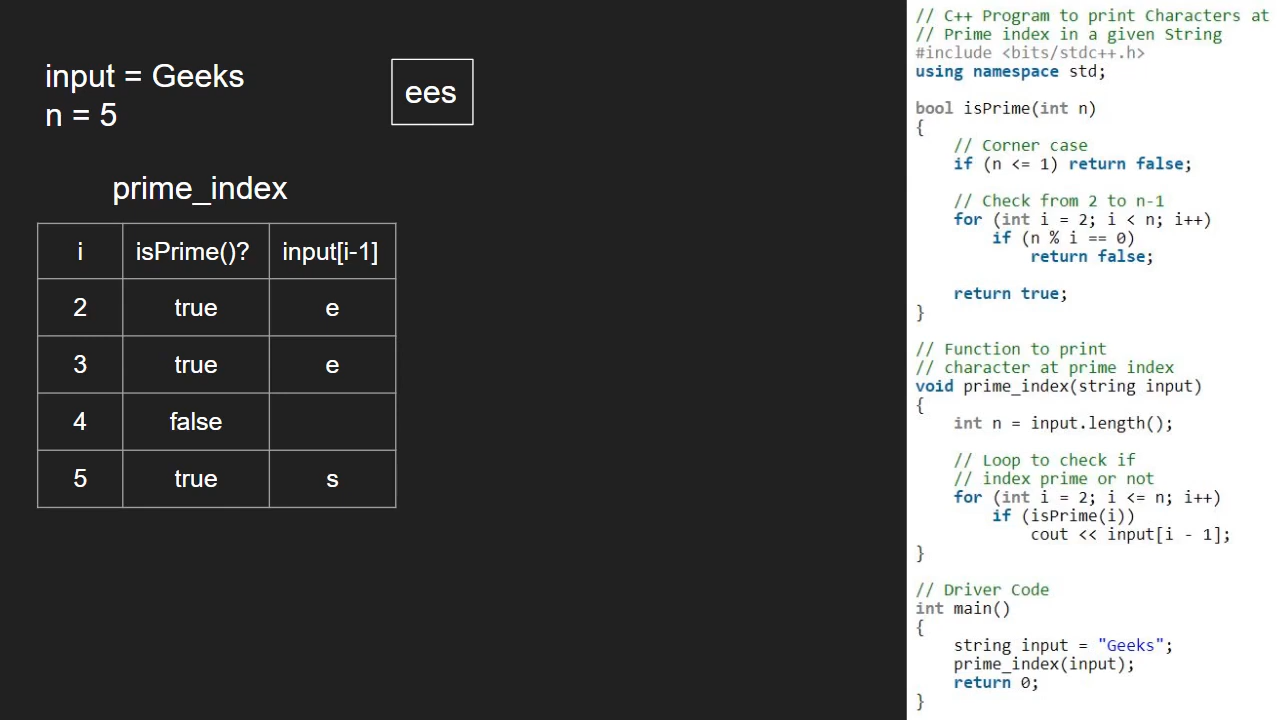 input = Geeks
n = 5
ees
prime_index
i isPrime()? input[i-1]
2 true e
3 true e
4 false
5 true s
// C++ Program to print Characters at
// Prime index in a given String
#include <bits/stdc++.h>
using namespace std;
bool isPrime(int n)
{
// Corner case
if (n <= 1) return false;
// Check from 2 to n-1
for (int i = 2; i < n; i++)
if (n % i == 0)
return false;
return true;
}
// Function to print
// character at prime index
void prime_index(string input)
{
int n = input.length();
// Loop to check if
// index prime or not
for (int i = 2; i <= n; i++)
if (isPrime(i))
cout << input[i - 1];
}
// Driver Code
int main()
{
string input = "Geeks";
prime_index(input);
return 0;
}